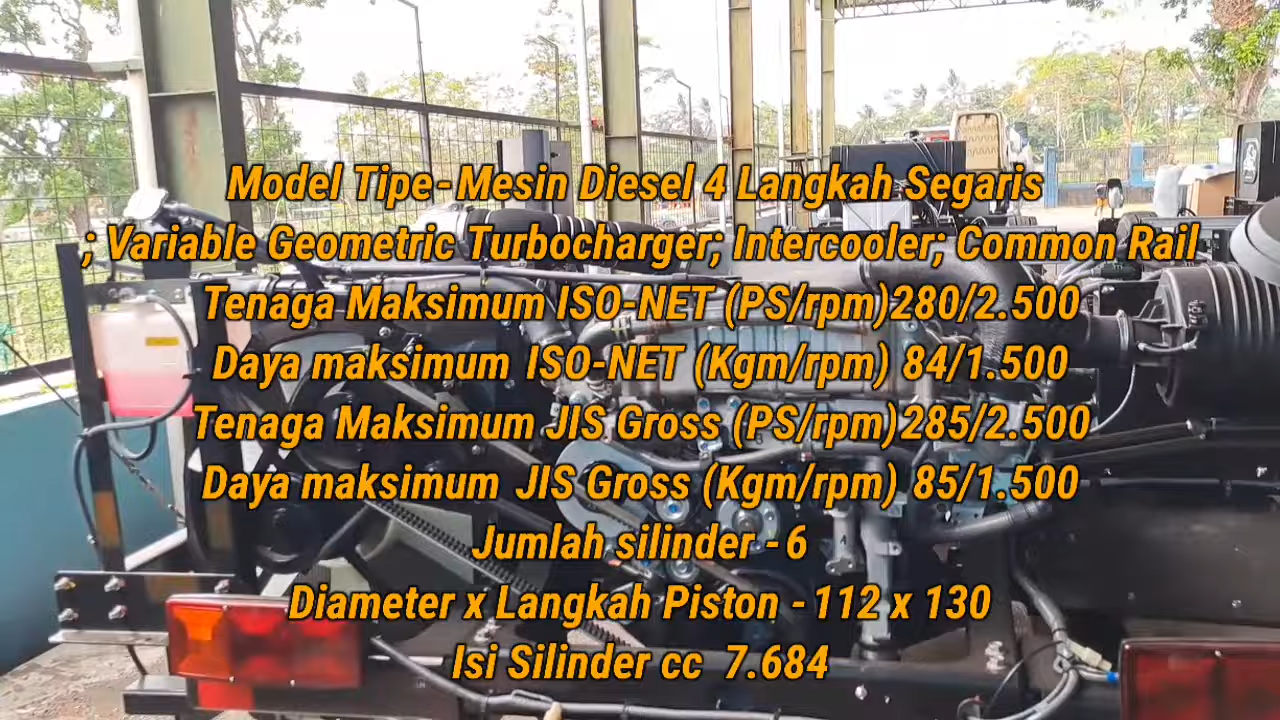 Model Tipe - Mesin Diesel 4 Langkah Segaris
; Variable Geometric Turbocharger; Intercooler; Common Rail
Tenaga Maksimum ISO-NET (PS/rpm)280/2.500
Daya maksimum ISO-NET (Kgm/rpm) 84/1.500
Tenaga Maksimum JIS Gross (PS/rpm)285/2.500
Daya maksimum JIS Gross (Kgm/rpm) 85/1.500
Jumlah silinder - 6
Diameter x Langkah Piston - 112 x 130
Isi Silinder cc 7.684